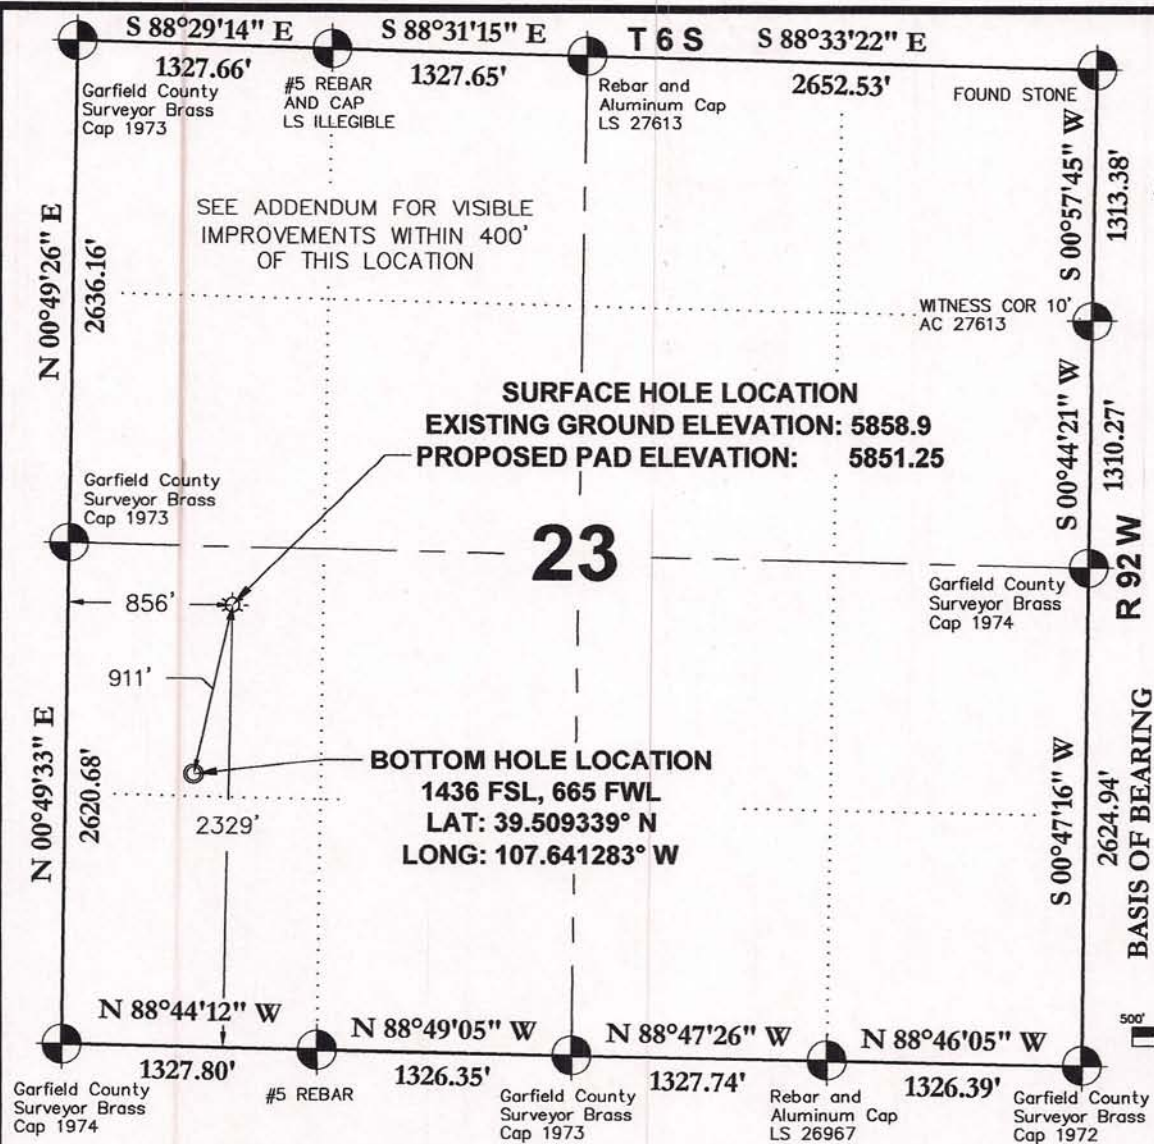 S 88°29'14" E
1327.66'
S 88°31'15" E
1327.65'
T 6 S
S 88°33'22" E
2652.53'
Garfield County
Surveyor Brass
Cap 1973
#5 REBAR
AND CAP
LS ILLEGIBLE
Rebar and
Aluminum Cap
LS 27613
FOUND STONE
S 00°57'45" W
1313.38'
SEE ADDENDUM FOR VISIBLE
IMPROVEMENTS WITHIN 400'
OF THIS LOCATION
N 00°49'26" E
2636.16'
WITNESS COR 10'
AC 27613
SURFACE HOLE LOCATION
EXISTING GROUND ELEVATION: 5858.9
PROPOSED PAD ELEVATION: 5851.25
S 00°44'21" W
1310.27'
Garfield County
Surveyor Brass
Cap 1973
23
R 92 W
Garfield County
Surveyor Brass
Cap 1974
856'
911'
N 00°49'33" E
2620.68'
BOTTOM HOLE LOCATION
1436 FSL, 665 FWL
LAT: 39.509339° N
LONG: 107.641283° W
2329'
S 00°47'16" W
2624.94'
BASIS OF BEARING
500'
N 88°44'12" W
1327.80'
N 88°49'05" W
1326.35'
N 88°47'26" W
1327.74'
N 88°46'05" W
1326.39'
Garfield County
Surveyor Brass
Cap 1974
#5 REBAR
Garfield County
Surveyor Brass
Cap 1973
Rebar and
Aluminum Cap
LS 26967
Garfield County
Surveyor Brass
Cap 1972